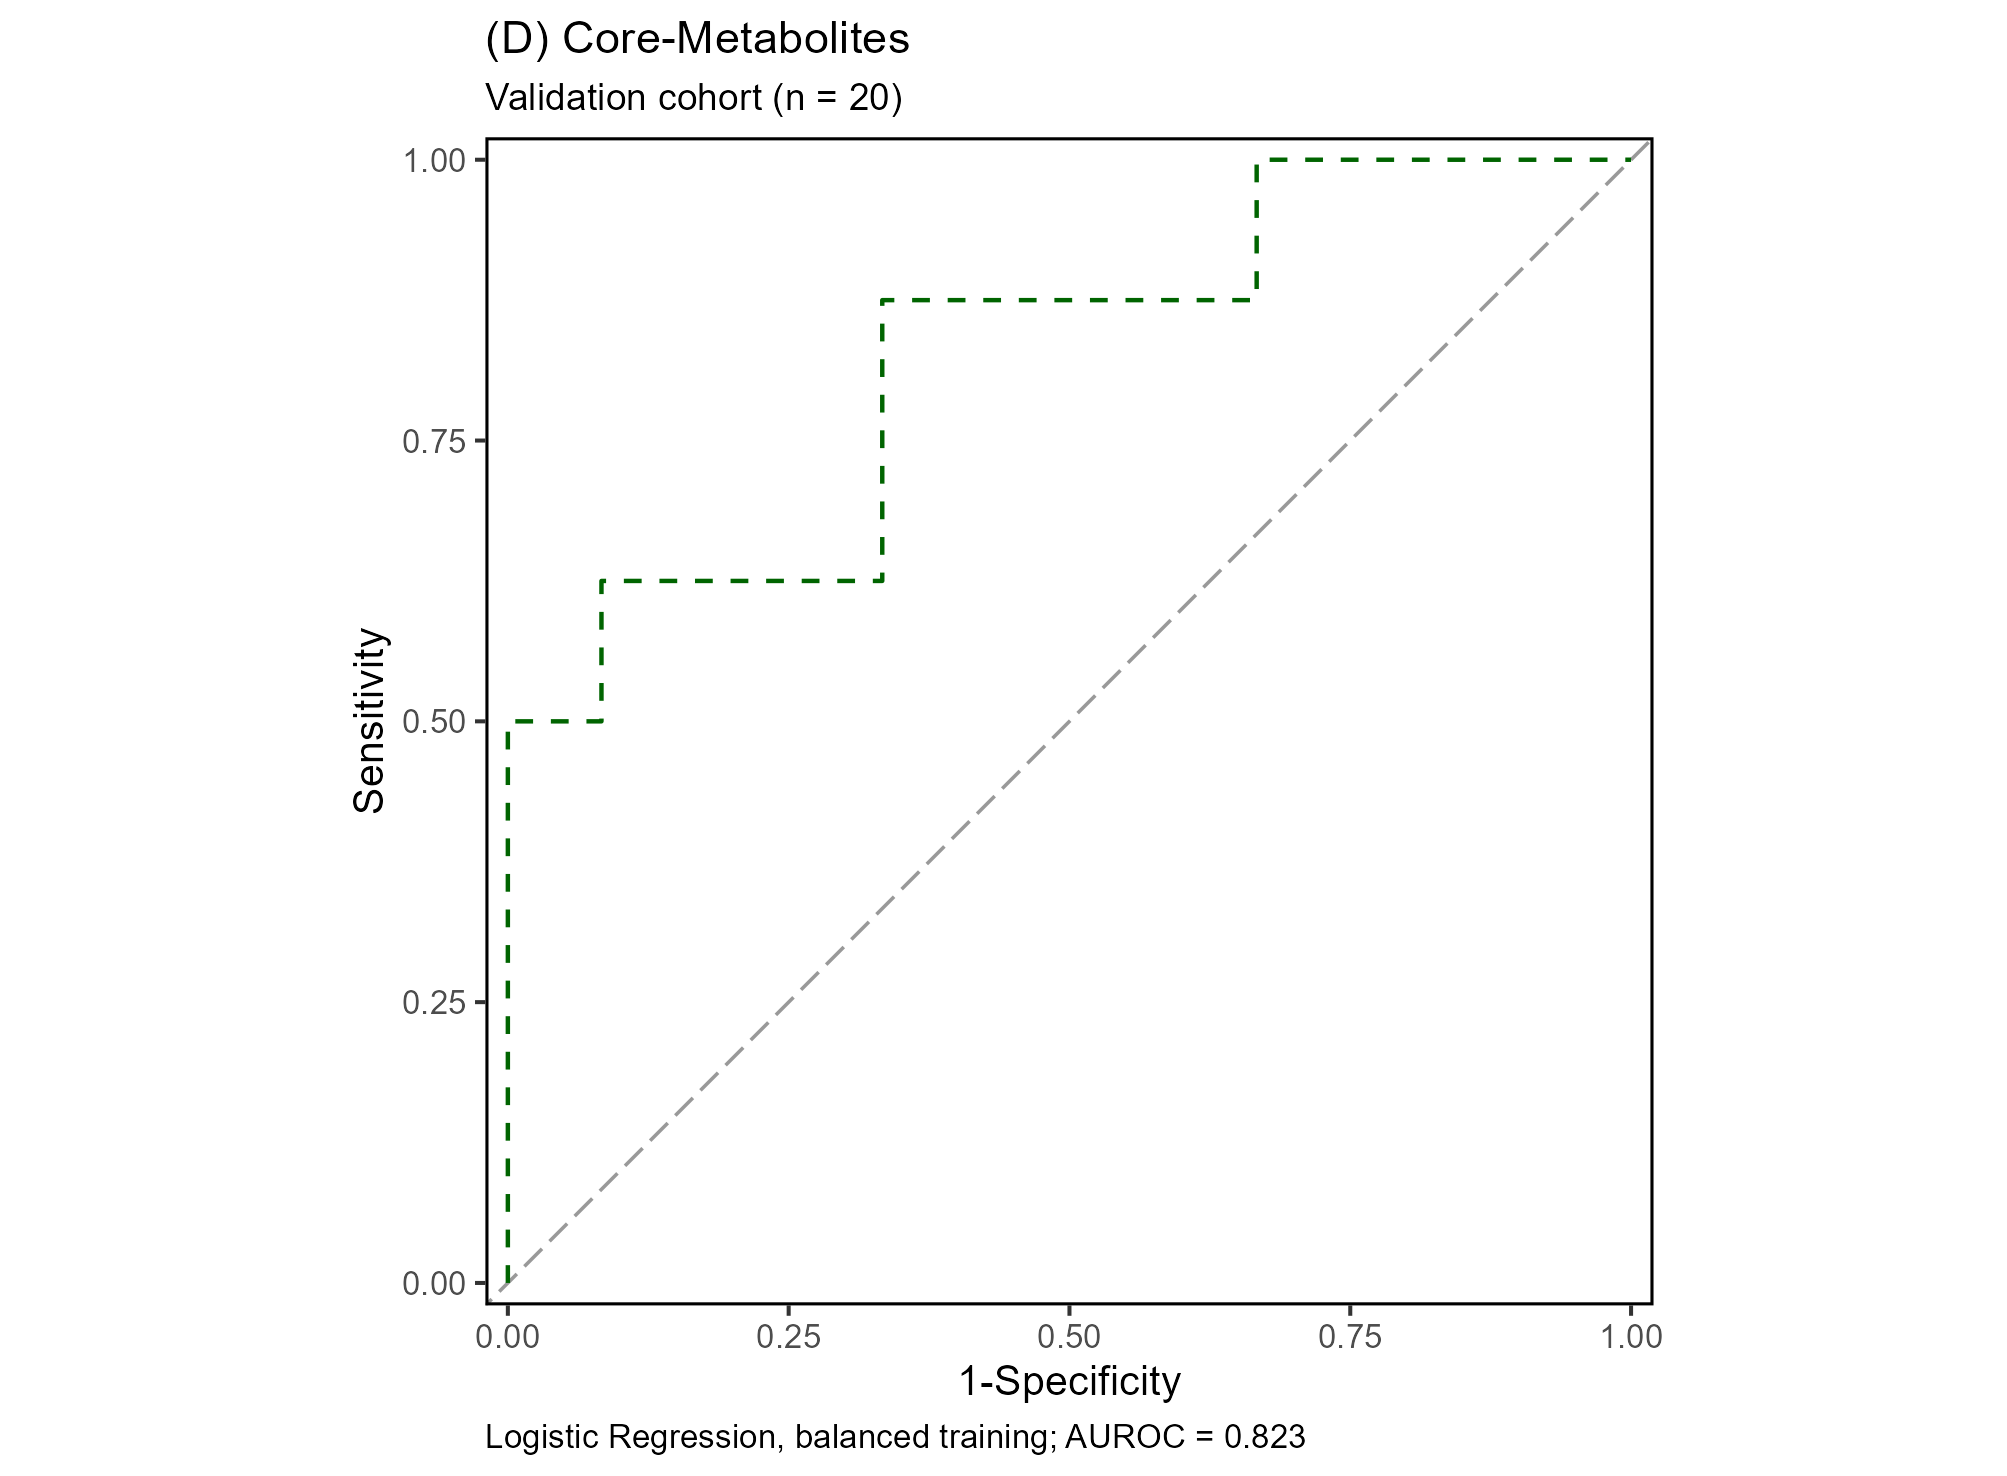 (D) Core-Metabolites
Validation cohort (n = 20)
1.00
0.75
0.50
0.25
0.00
Sensitivity
0.00 0.25 0.50 0.75 1.00
1-Specificity
Logistic Regression, balanced training; AUROC = 0.823